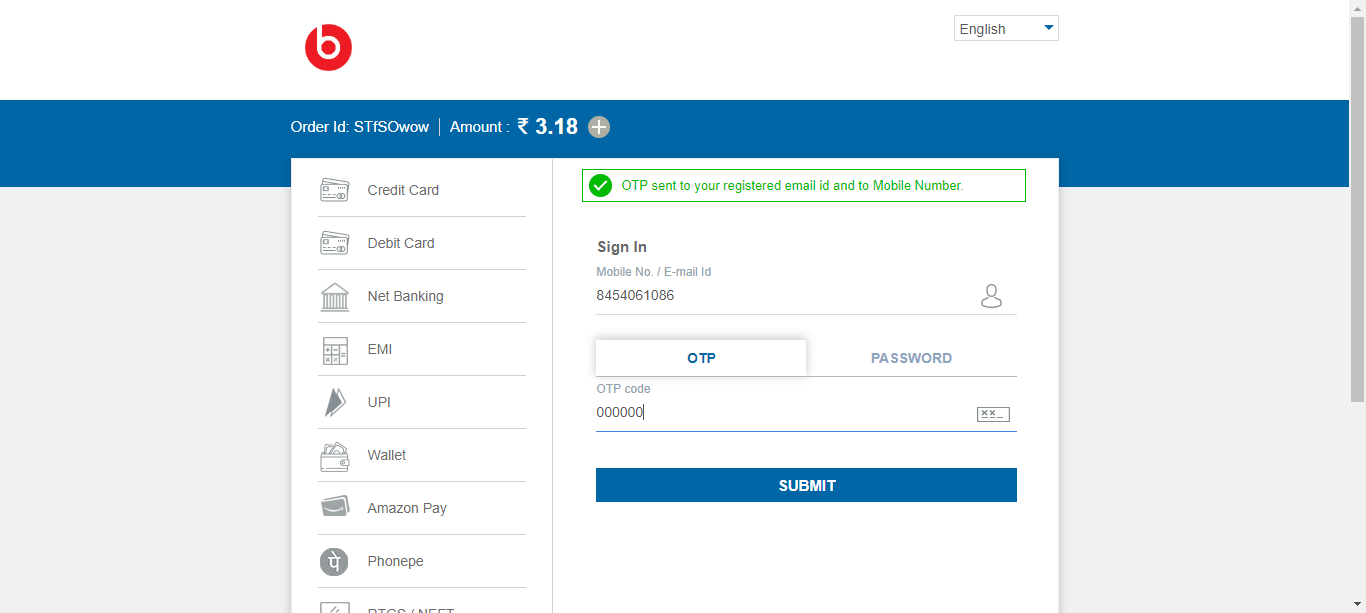 b
English
Order Id: STfSOwow
Amount : ₹ 3.18
Credit Card
Debit Card
Net Banking
EMI
UPI
Wallet
Amazon Pay
Phonepe
RTGS / NEFT
OTP sent to your registered email id and to Mobile Number.
Sign In
Mobile No. / E-mail Id
8454061086
OTP
PASSWORD
OTP code
000000
SUBMIT